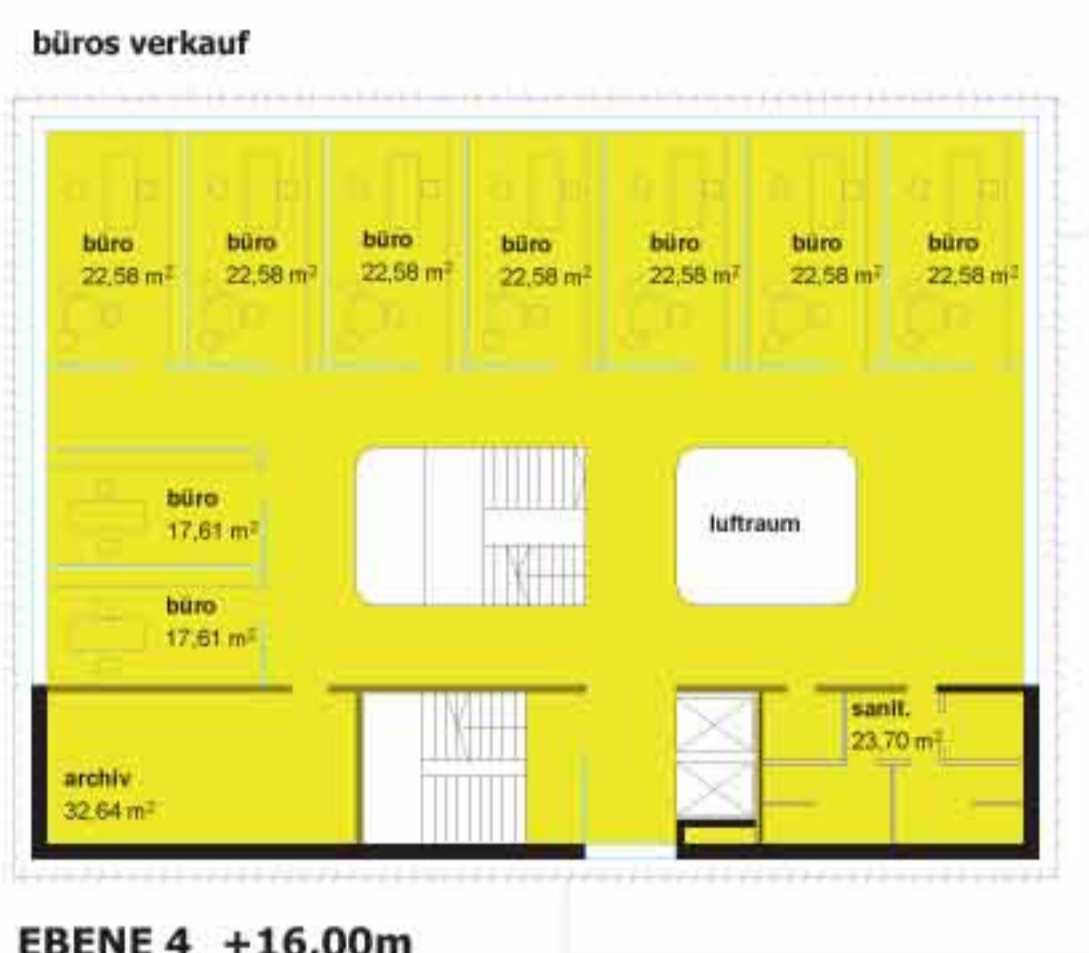 büros verkauf
büro
22,58 m²
büro
22,58 m²
büro
22,58 m²
büro
22,58 m²
büro
22,58 m²
büro
22,58 m²
büro
22,58 m²
büro
17,61 m²
luftraum
büro
17,61 m²
sanit.
23,70 m²
archiv
32,64 m²
EBENE 4 +16,00m